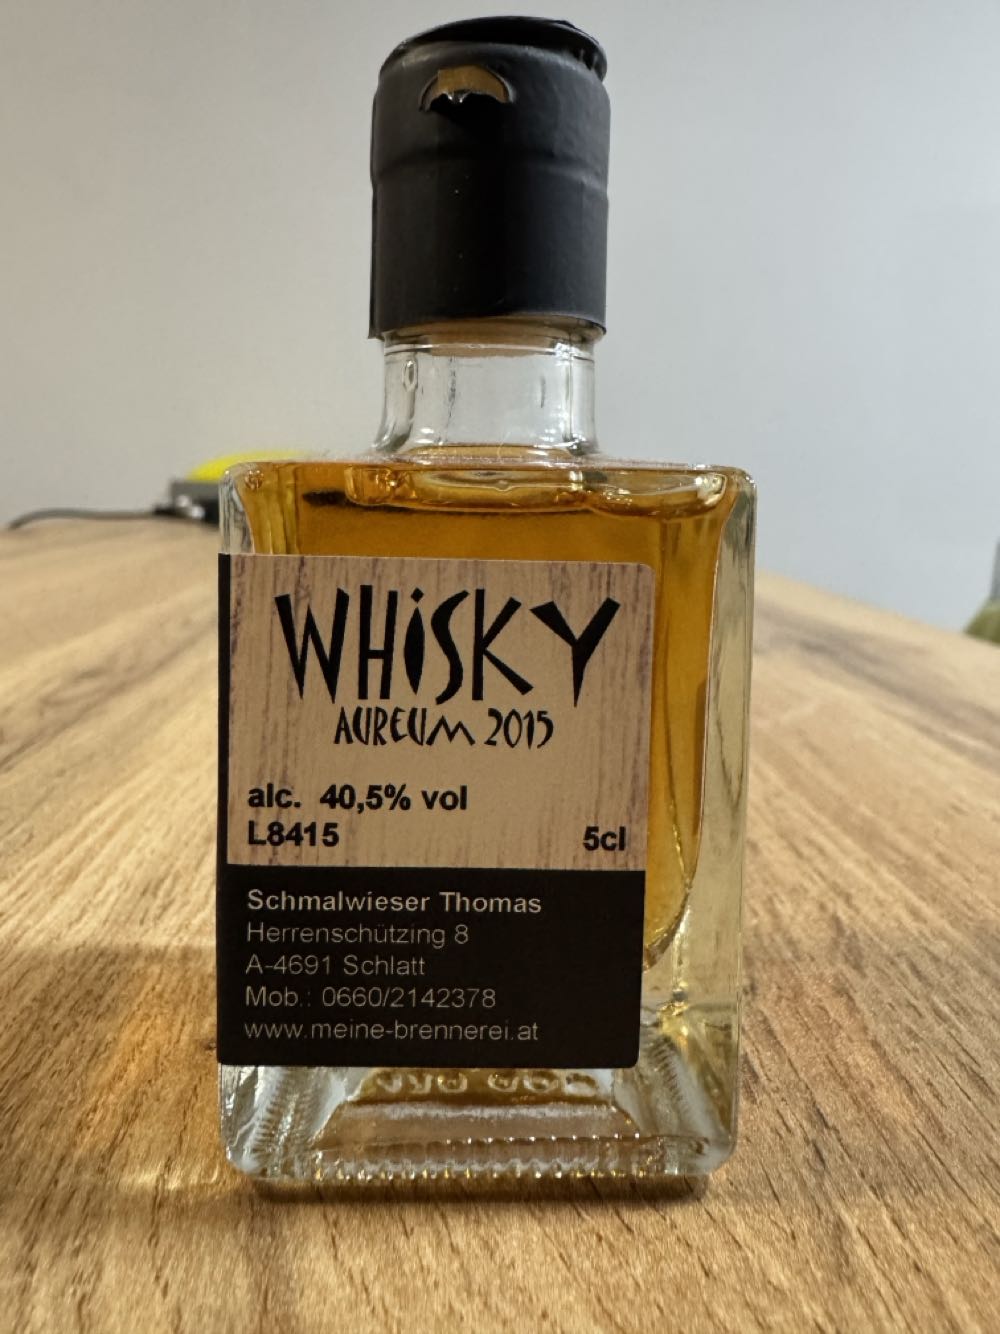 WHiSKY
AUREUM 2015
alc. 40,5% vol
L8415 5cl
Schmalwieser Thomas
Herrenschützing 8
A-4691 Schlatt
Mob.: 0660/2142378
www.meine-brennerei.at